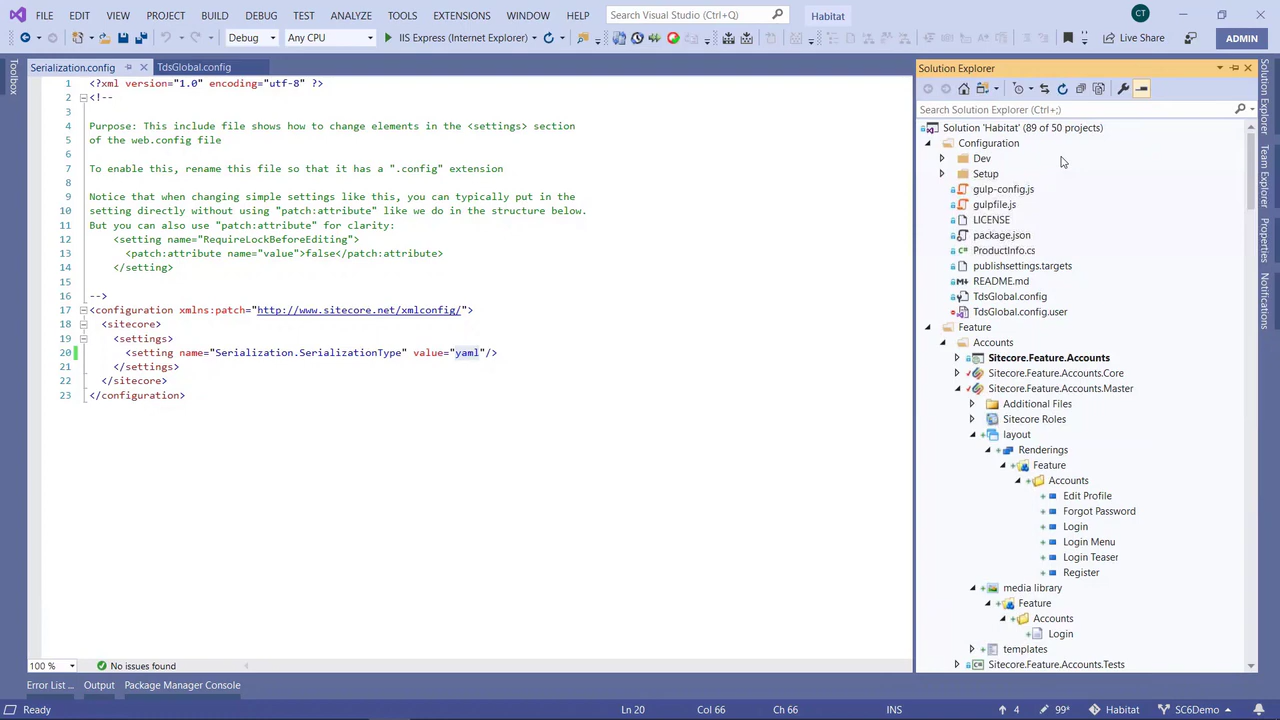 FILE EDIT VIEW PROJECT BUILD DEBUG TEST ANALYZE TOOLS EXTENSIONS WINDOW HELP Search Visual Studio (Ctrl+Q) Habitat CT
Debug Any CPU IIS Express (Internet Explorer) Live Share ADMIN
Toolbox
Serialization.config TdsGlobal.config
1 <?xml version="1.0" encoding="utf-8" ?>
2 <!--
3
4 Purpose: This include file shows how to change elements in the <settings> section
5 of the web.config file
6
7 To enable this, rename this file so that it has a ".config" extension
8
9 Notice that when changing simple settings like this, you can typically put in the
10 setting directly without using "patch:attribute" like we do in the structure below.
11 But you can also use "patch:attribute" for clarity:
12 <setting name="RequireLockBeforeEditing">
13 <patch:attribute name="value">false</patch:attribute>
14 </setting>
15
16 -->
17 <configuration xmlns:patch="http://www.sitecore.net/xmlconfig/">
18 <sitecore>
19 <settings>
20 <setting name="Serialization.SerializationType" value="yaml"/>
21 </settings>
22 </sitecore>
23 </configuration>
100 % No issues found
Error List ... Output Package Manager Console
Solution Explorer
Search Solution Explorer (Ctrl+;)
Solution 'Habitat' (89 of 50 projects)
Configuration
Dev
Setup
gulp-config.js
gulpfile.js
LICENSE
package.json
ProductInfo.cs
publishsettings.targets
README.md
TdsGlobal.config
TdsGlobal.config.user
Feature
Accounts
Sitecore.Feature.Accounts
Sitecore.Feature.Accounts.Core
Sitecore.Feature.Accounts.Master
Additional Files
Sitecore Roles
layout
Renderings
Feature
Accounts
Edit Profile
Forgot Password
Login
Login Menu
Login Teaser
Register
media library
Feature
Accounts
Login
templates
Sitecore.Feature.Accounts.Tests
Solution Explorer
Team Explorer
Properties
Notifications
Ready Ln 20 Col 66 Ch 66 INS 4 99* Habitat SC6Demo